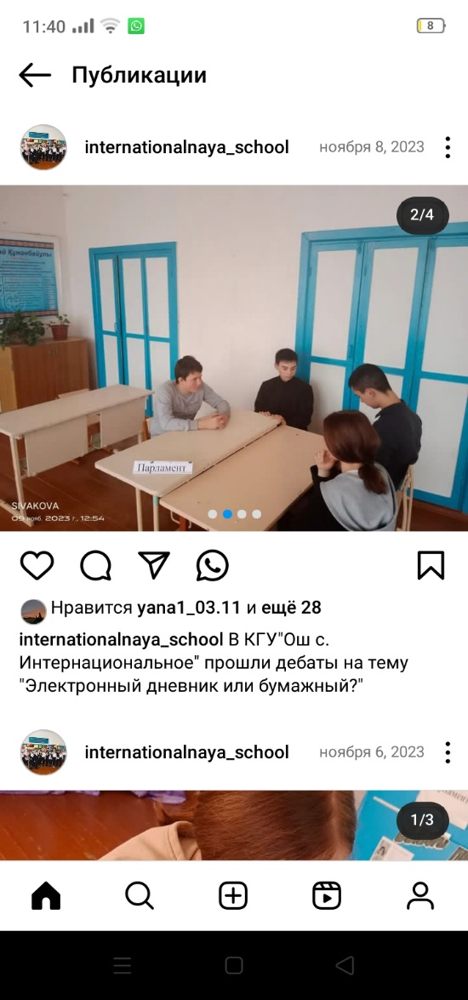 11:40
8
Публикации
internationalnaya_school
ноября 8, 2023
2/4
ай Құнанбайұлы
Парламент
SIVAKOVA
09 нояб. 2023 г., 12:54
Нравится yana1_03.11 и ещё 28
internationalnaya_school В КГУ"Ош с.
Интернациональное" прошли дебаты на тему
"Электронный дневник или бумажный?"
internationalnaya_school
ноября 6, 2023
1/3